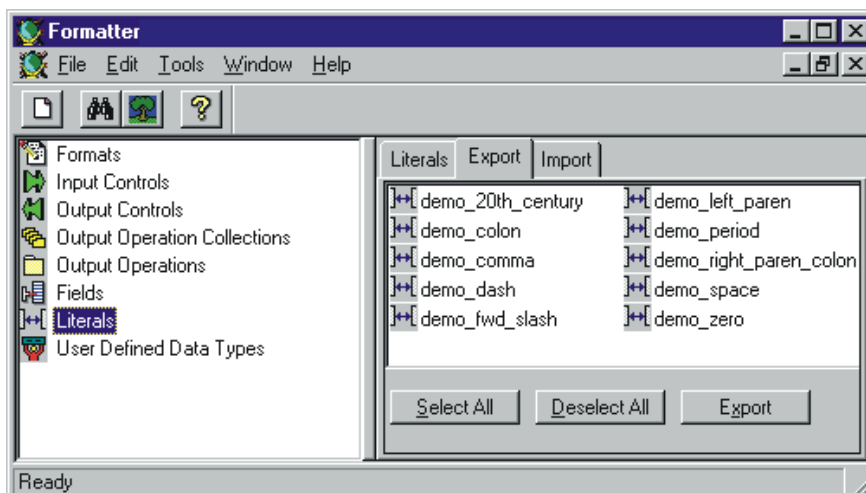 Formatter
File Edit Tools Window Help
Formats
Input Controls
Output Controls
Output Operation Collections
Output Operations
Fields
Literals
User Defined Data Types
Literals Export Import
demo_20th_century demo_left_paren
demo_colon demo_period
demo_comma demo_right_paren_colon
demo_dash demo_space
demo_fwd_slash demo_zero
Select All Deselect All Export
Ready